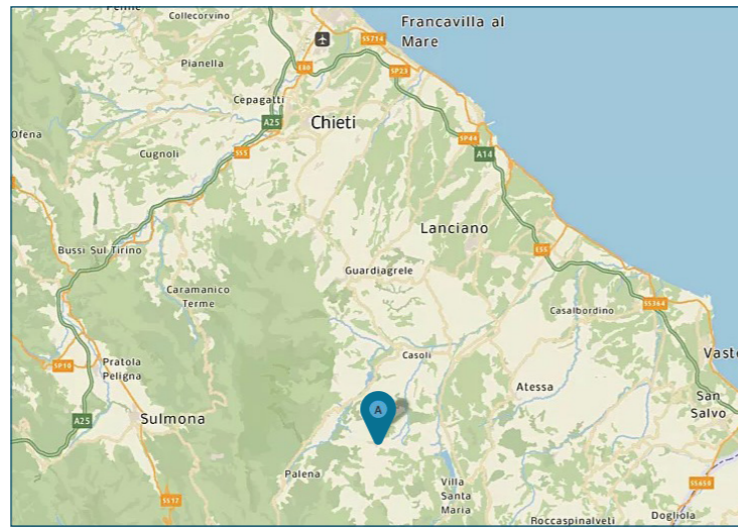 Collecorvino
Francavilla al
Mare
SS714
Pianella
E80
SP23
Cepagatti
A25
Chieti
Ofena
SS5
SP44
A14
Cugnoli
Lanciano
Bussi Sul Tirino
E55
Guardiagrele
Caramanico
Terme
SS364
Casalbordino
Casoli
Vasto
Pratola
Peligna
SP10
Atessa
San
Salvo
A
A25
Sulmona
Palena
Villa
Santa
Maria
SS650
SS17
Roccaspinalveti
Dogliola